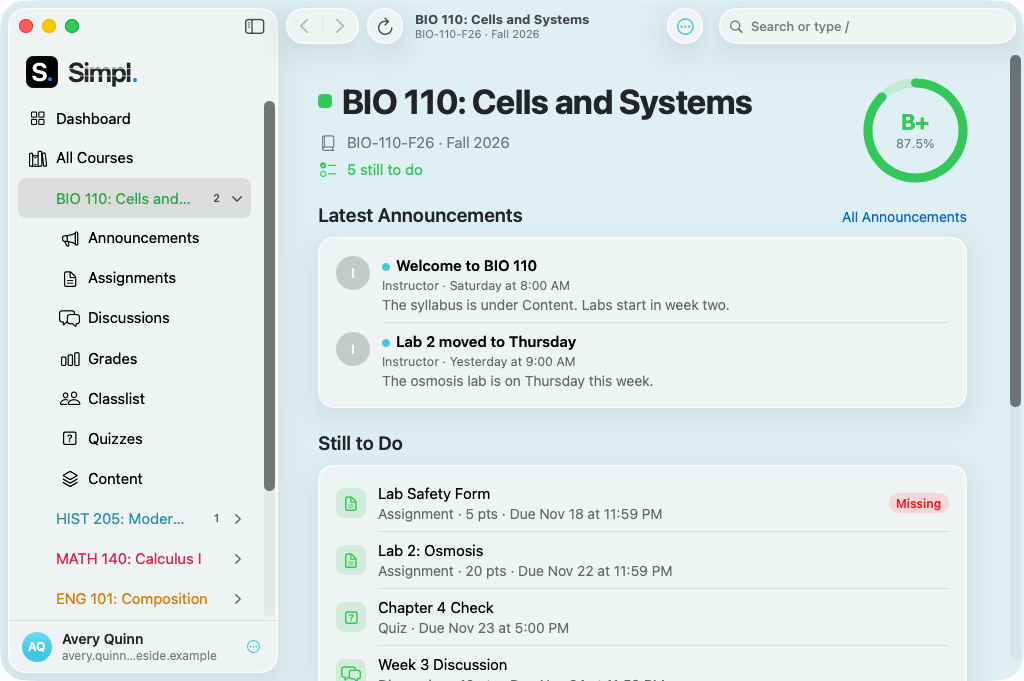 S.
Simpl.
Dashboard
All Courses
BIO 110: Cells and... 2
Announcements
Assignments
Discussions
Grades
Classlist
Quizzes
Content
HIST 205: Moder... 1
MATH 140: Calculus I
ENG 101: Composition
AQ
Avery Quinn
avery.quinn...eside.example
BIO 110: Cells and Systems
BIO-110-F26 · Fall 2026
Search or type /
BIO 110: Cells and Systems
BIO-110-F26 · Fall 2026
5 still to do
B+
87.5%
Latest Announcements
All Announcements
I
Welcome to BIO 110
Instructor · Saturday at 8:00 AM
The syllabus is under Content. Labs start in week two.
I
Lab 2 moved to Thursday
Instructor · Yesterday at 9:00 AM
The osmosis lab is on Thursday this week.
Still to Do
Lab Safety Form
Assignment · 5 pts · Due Nov 18 at 11:59 PM
Missing
Lab 2: Osmosis
Assignment · 20 pts · Due Nov 22 at 11:59 PM
Chapter 4 Check
Quiz · Due Nov 23 at 5:00 PM
Week 3 Discussion